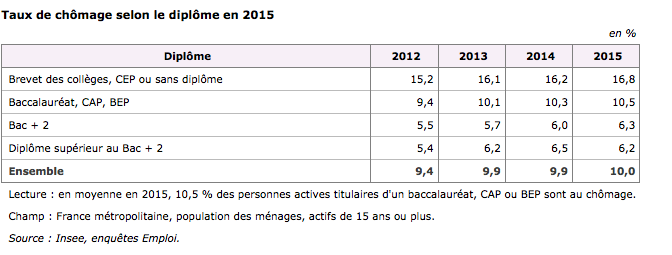 Taux de chômage selon le diplôme en 2015
en %
Diplôme 2012 2013 2014 2015
Brevet des collèges, CEP ou sans diplôme 15,2 16,1 16,2 16,8
Baccalauréat, CAP, BEP 9,4 10,1 10,3 10,5
Bac + 2 5,5 5,7 6,0 6,3
Diplôme supérieur au Bac + 2 5,4 6,2 6,5 6,2
Ensemble 9,4 9,9 9,9 10,0
Lecture : en moyenne en 2015, 10,5 % des personnes actives titulaires d'un baccalauréat, CAP ou BEP sont au chômage.
Champ : France métropolitaine, population des ménages, actifs de 15 ans ou plus.
Source : Insee, enquêtes Emploi.